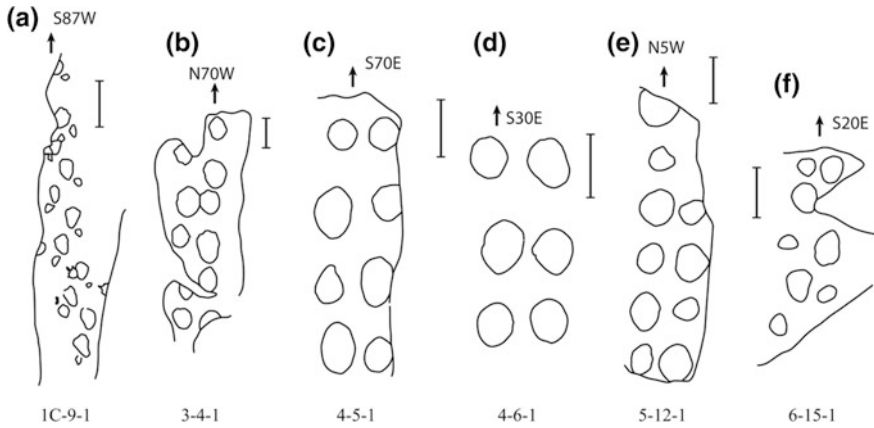 (a) S87W
(b) N70W
(c) S70E
(d) S30E
(e) N5W
(f) S20E
1C-9-1 3-4-1 4-5-1 4-6-1 5-12-1 6-15-1